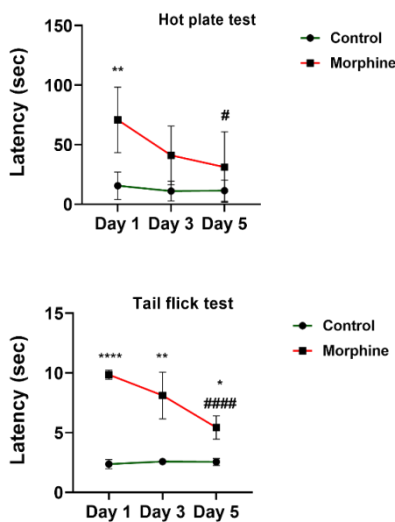 Hot plate test
Control
Morphine
Latency (sec)
150
100
50
0
**
#
Day 1 Day 3 Day 5
Tail flick test
Control
Morphine
Latency (sec)
15
10
5
0
****
**
*
####
Day 1 Day 3 Day 5